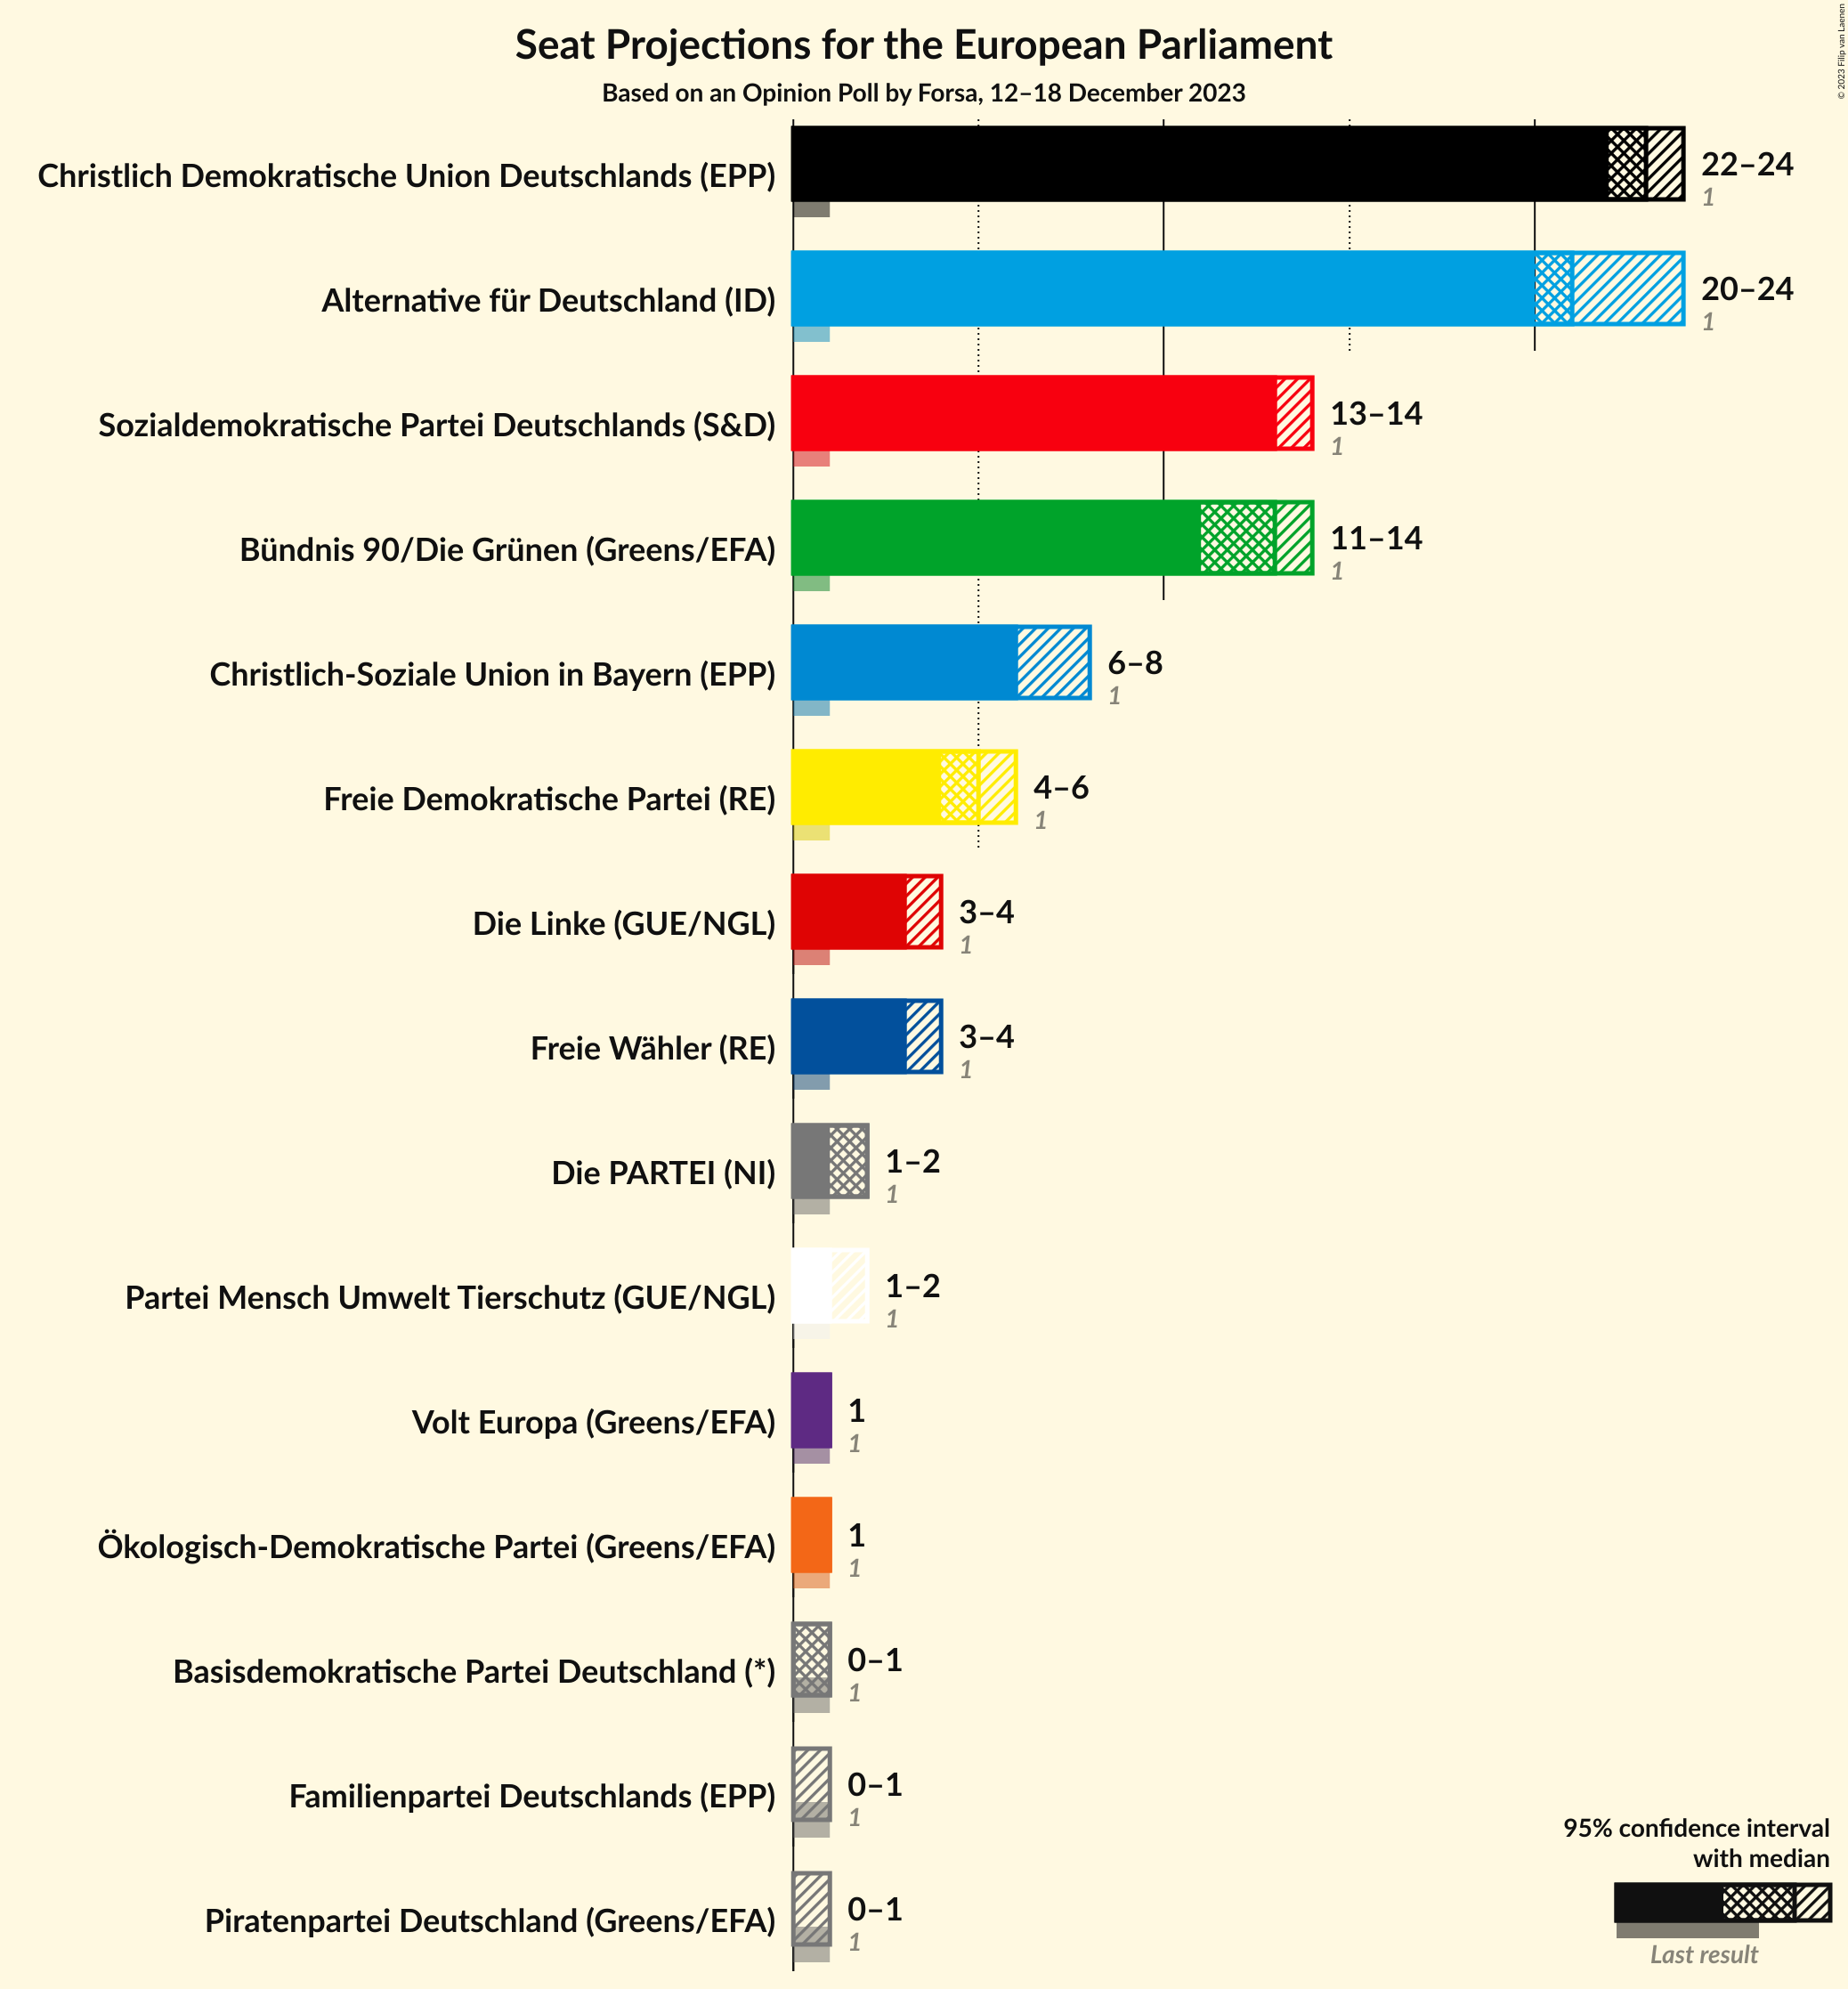 Seat Projections for the European Parliament
Based on an Opinion Poll by Forsa, 12–18 December 2023
© 2023 Filip van Laenen
Christlich Demokratische Union Deutschlands (EPP)
22–24
1
Alternative für Deutschland (ID)
20–24
1
Sozialdemokratische Partei Deutschlands (S&D)
13–14
1
Bündnis 90/Die Grünen (Greens/EFA)
11–14
1
Christlich-Soziale Union in Bayern (EPP)
6–8
1
Freie Demokratische Partei (RE)
4–6
1
Die Linke (GUE/NGL)
3–4
1
Freie Wähler (RE)
3–4
1
Die PARTEI (NI)
1–2
1
Partei Mensch Umwelt Tierschutz (GUE/NGL)
1–2
1
Volt Europa (Greens/EFA)
1
1
Ökologisch-Demokratische Partei (Greens/EFA)
1
1
Basisdemokratische Partei Deutschland (*)
0–1
1
Familienpartei Deutschlands (EPP)
0–1
1
Piratenpartei Deutschland (Greens/EFA)
0–1
1
95% confidence interval
with median
Last result